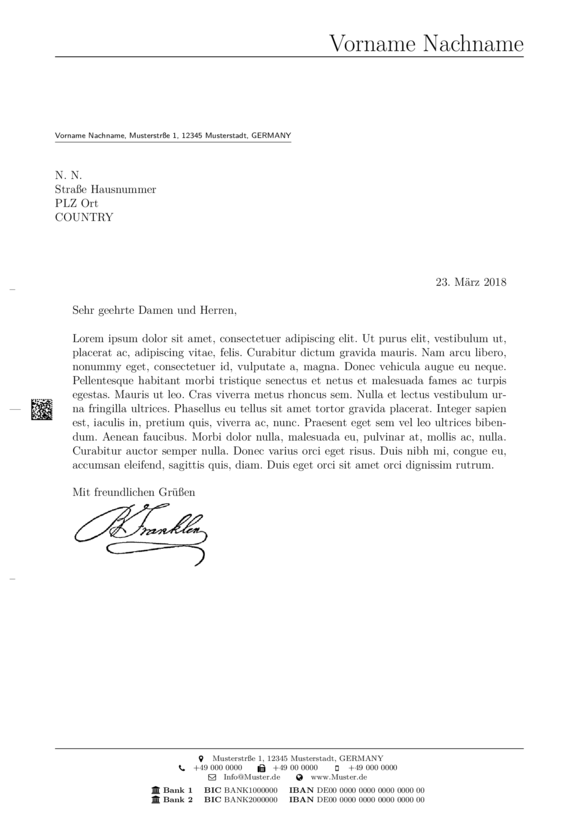 Vorname Nachname
Vorname Nachname, Musterstrße 1, 12345 Musterstadt, GERMANY
N. N.
Straße Hausnummer
PLZ Ort
COUNTRY
23. März 2018
Sehr geehrte Damen und Herren,
Lorem ipsum dolor sit amet, consectetuer adipiscing elit. Ut purus elit, vestibulum ut,
placerat ac, adipiscing vitae, felis. Curabitur dictum gravida mauris. Nam arcu libero,
nonummy eget, consectetuer id, vulputate a, magna. Donec vehicula augue eu neque.
Pellentesque habitant morbi tristique senectus et netus et malesuada fames ac turpis
egestas. Mauris ut leo. Cras viverra metus rhoncus sem. Nulla et lectus vestibulum ur-
na fringilla ultrices. Phasellus eu tellus sit amet tortor gravida placerat. Integer sapien
est, iaculis in, pretium quis, viverra ac, nunc. Praesent eget sem vel leo ultrices biben-
dum. Aenean faucibus. Morbi dolor nulla, malesuada eu, pulvinar at, mollis ac, nulla.
Curabitur auctor semper nulla. Donec varius orci eget risus. Duis nibh mi, congue eu,
accumsan eleifend, sagittis quis, diam. Duis eget orci sit amet orci dignissim rutrum.
Mit freundlichen Grüßen
B Franklin
Musterstrße 1, 12345 Musterstadt, GERMANY
+49 000 0000 +49 00 0000 +49 000 0000
Info@Muster.de www.Muster.de
Bank 1 BIC BANK1000000 IBAN DE00 0000 0000 0000 0000 00
Bank 2 BIC BANK2000000 IBAN DE00 0000 0000 0000 0000 00